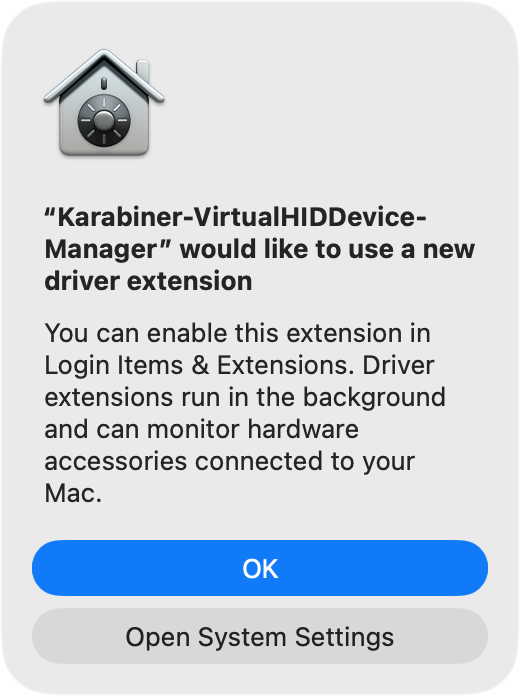 “Karabiner-VirtualHIDDevice-
Manager” would like to use a new
driver extension
You can enable this extension in
Login Items & Extensions. Driver
extensions run in the background
and can monitor hardware
accessories connected to your
Mac.
OK
Open System Settings